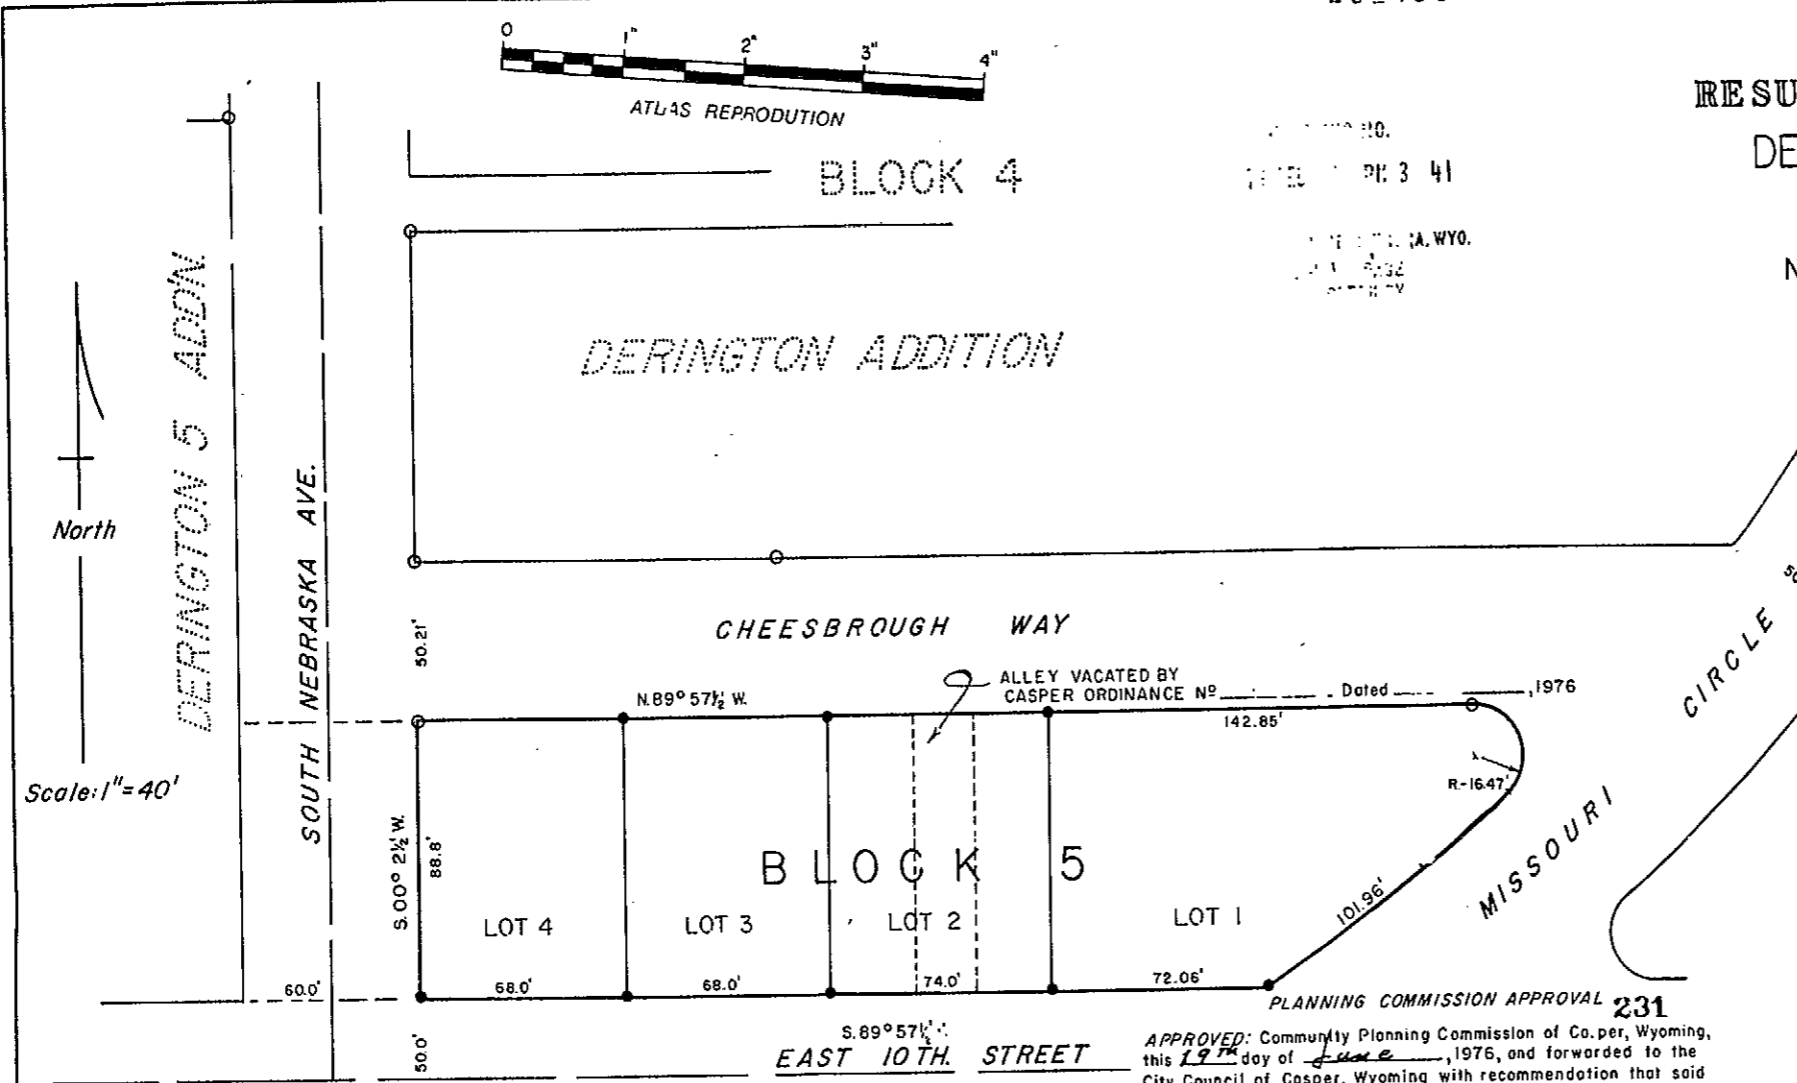 0 1" 2" 3" 4"
ATLAS REPRODUTION
RESU
DE
BLOCK 4
PM 3 41
WYO.
N
DERINGTON 5 ADD'N.
DERINGTON ADDITION
North
SOUTH NEBRASKA AVE.
Scale: 1"=40'
50.21'
CHEESBROUGH WAY
CIRCLE
ALLEY VACATED BY
CASPER ORDINANCE Nº Dated ,1976
N.89°57½' W.
142.85'
R.-16.47'
S.00° 2½' W.
88.8'
BLOCK 5
LOT 4
LOT 3
LOT 2
LOT 1
101.96'
MISSOURI
60.0'
68.0'
68.0'
74.0'
72.06'
S.89°57½'
50.0'
EAST 10TH. STREET
PLANNING COMMISSION APPROVAL 231
APPROVED: Community Planning Commission of Ca.per, Wyoming,
this 19TH day of June ,1976, and forwarded to the
City Council of Casper, Wyoming with recommendation that said